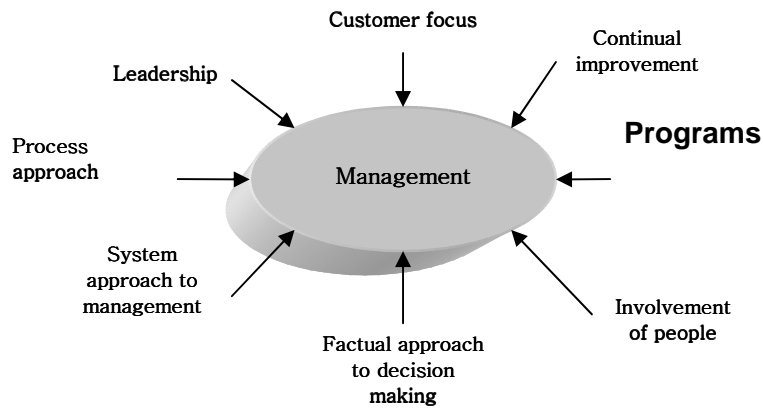 Customer focus
Continual
improvement
Leadership
Programs
Process
approach
Management
System
approach to
management
Involvement
of people
Factual approach
to decision
making